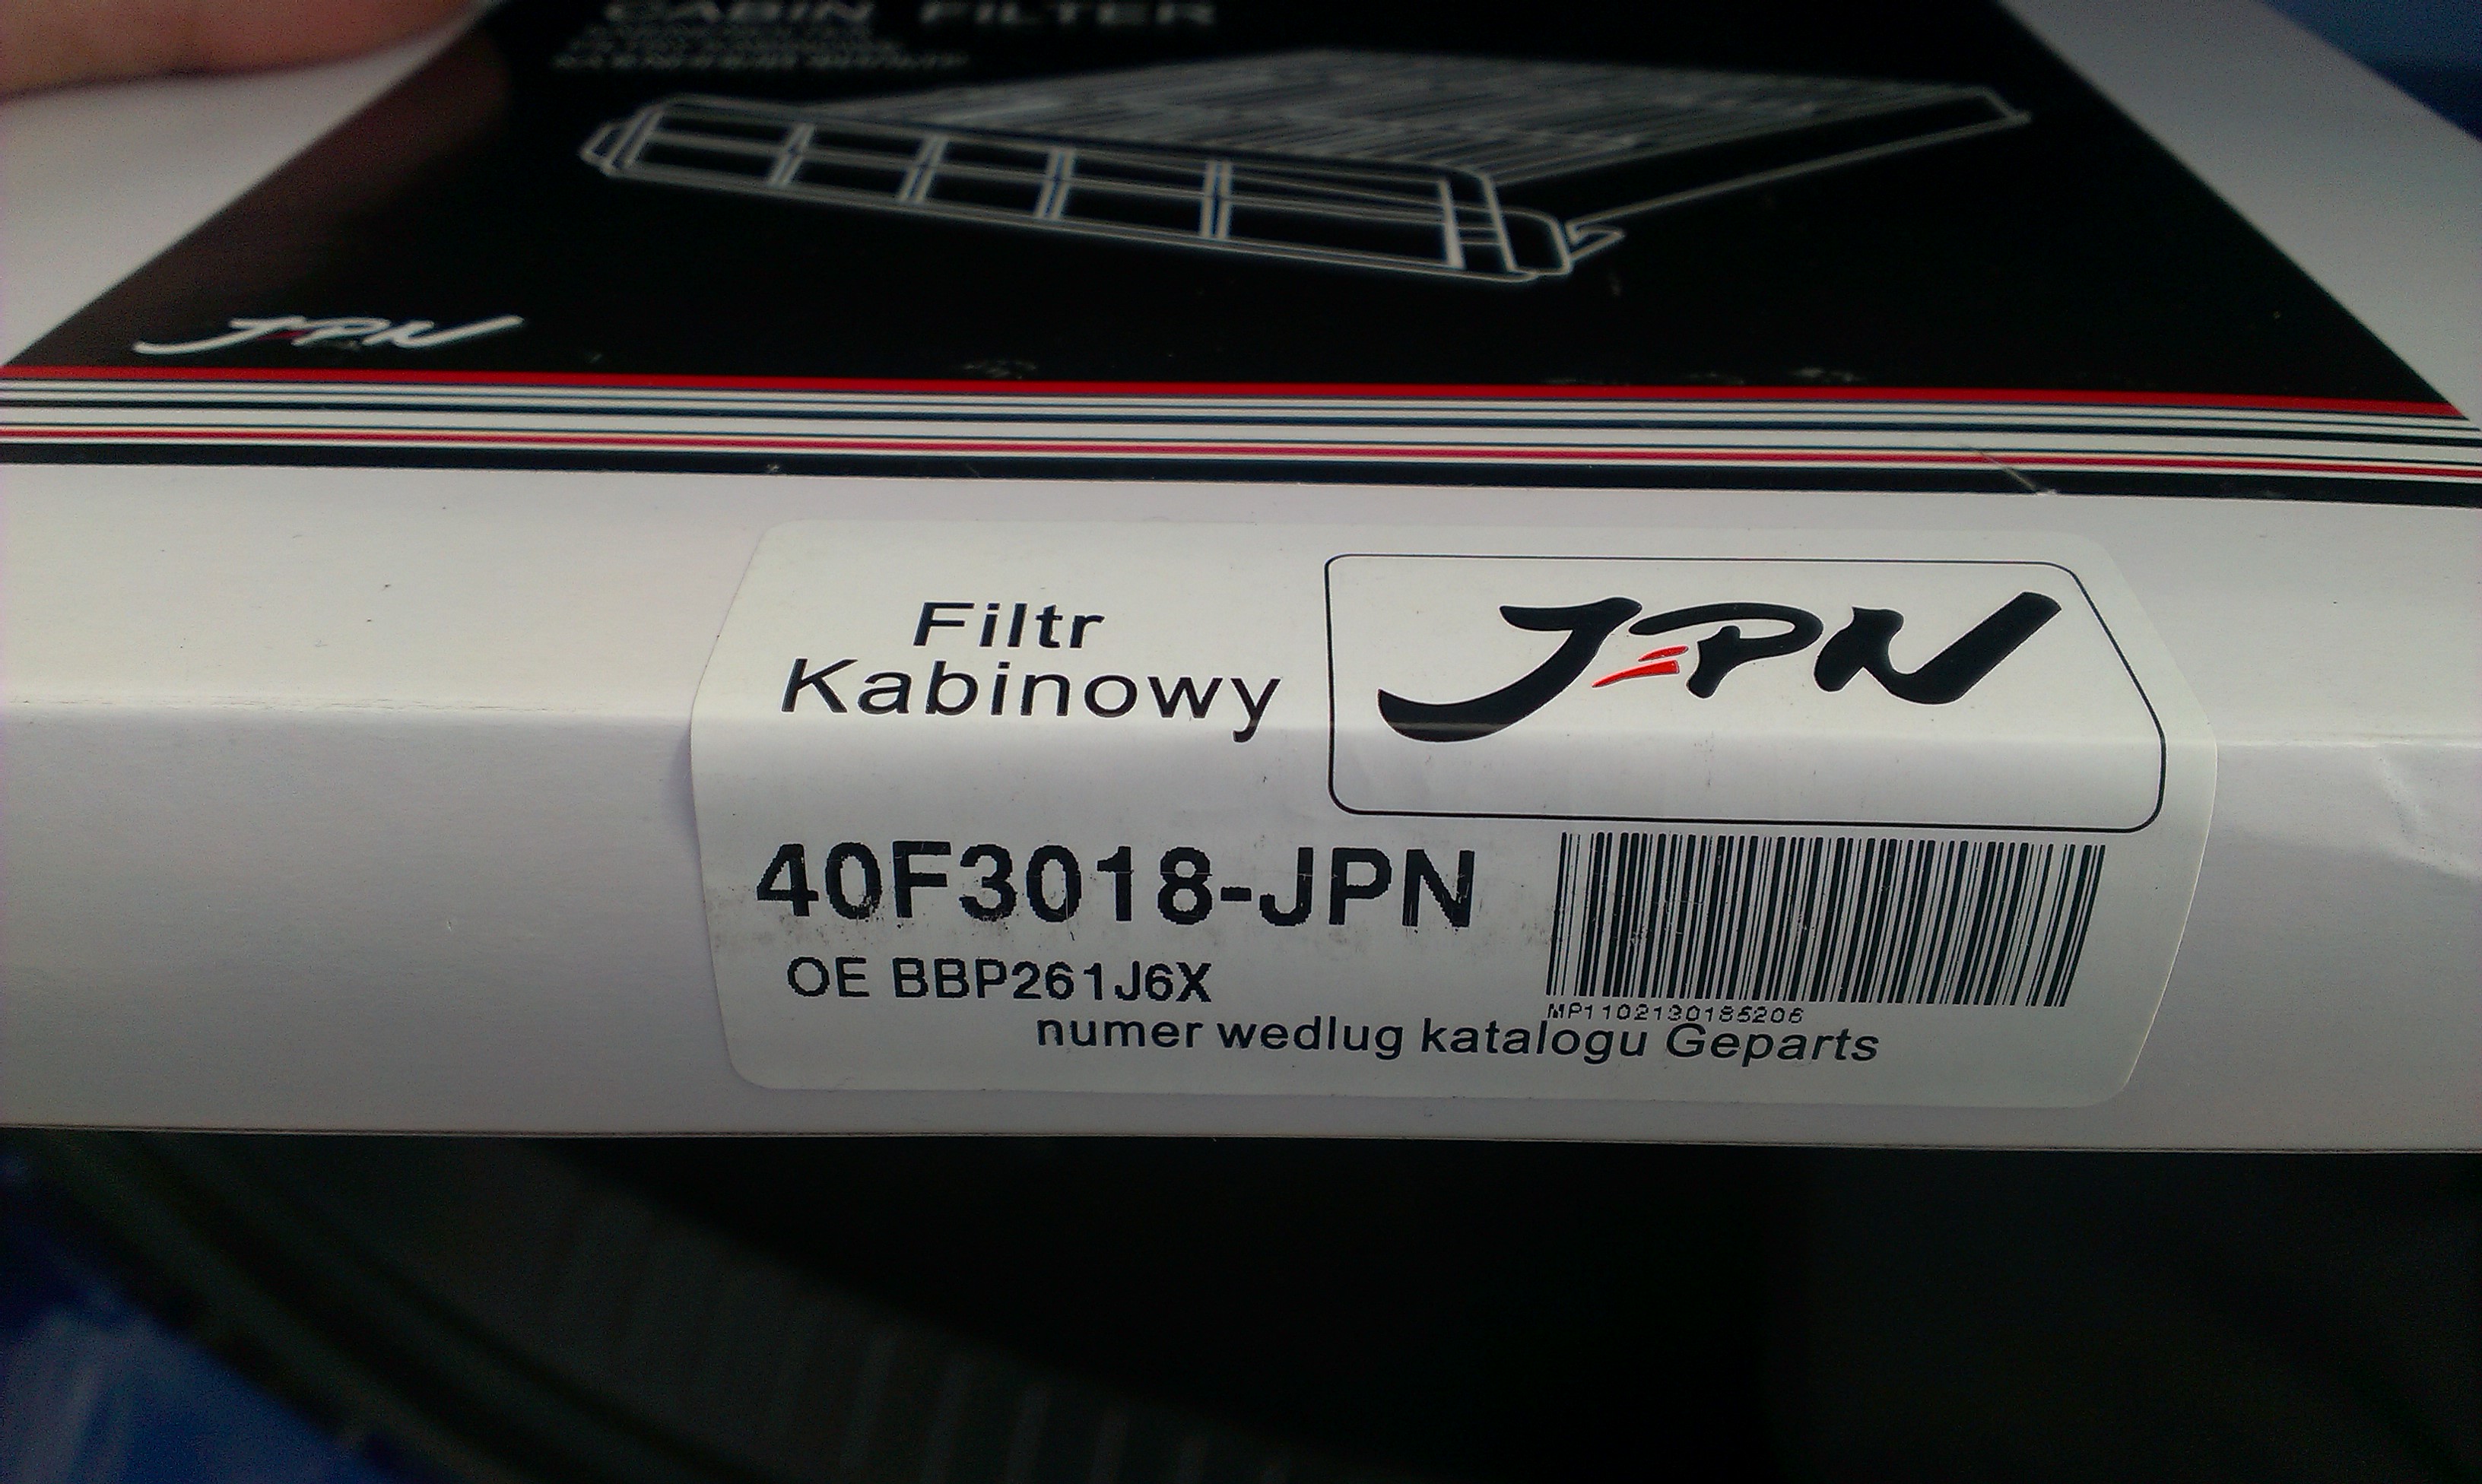 CABIN FILTER
JPN
Filtr
Kabinowy
JPN
40F3018-JPN
OE BBP261J6X
MP1102130185206
numer wedlug katalogu Geparts